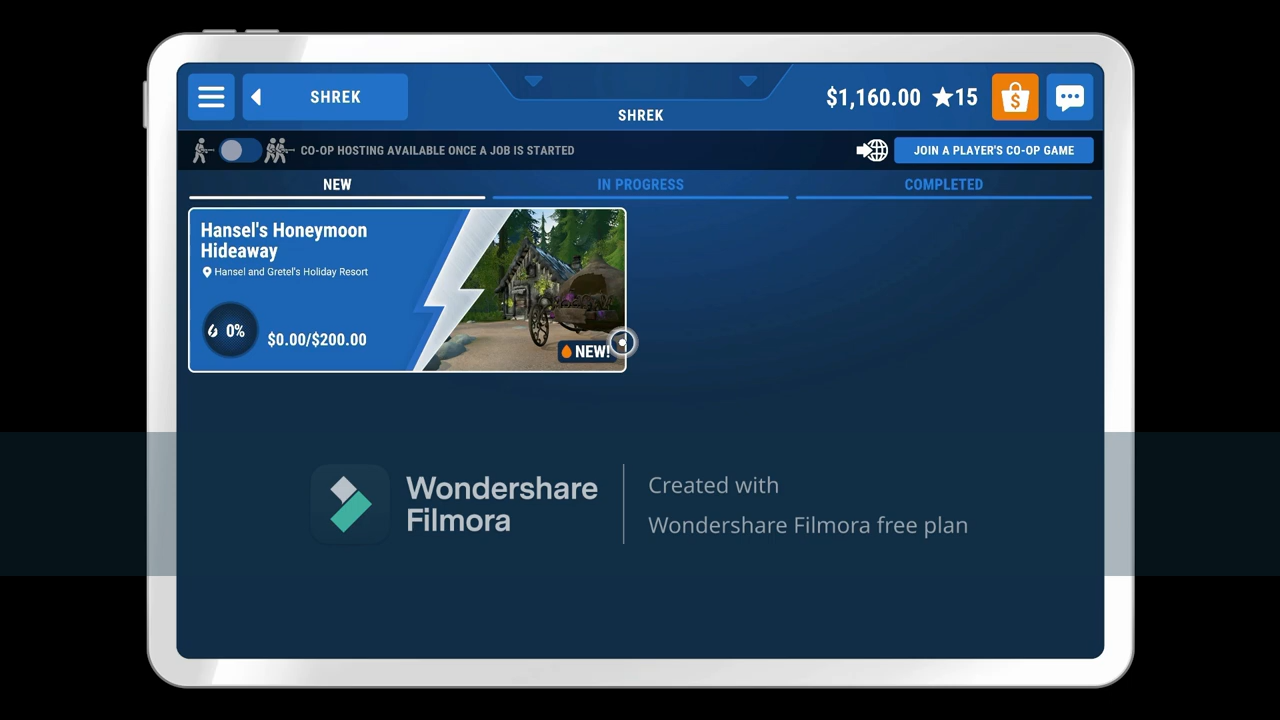 SHREK
SHREK
$1,160.00 ★15
CO-OP HOSTING AVAILABLE ONCE A JOB IS STARTED
JOIN A PLAYER'S CO-OP GAME
NEW
IN PROGRESS
COMPLETED
Hansel's Honeymoon
Hideaway
Hansel and Gretel's Holiday Resort
0%
$0.00/$200.00
NEW!
Wondershare
Filmora
Created with
Wondershare Filmora free plan